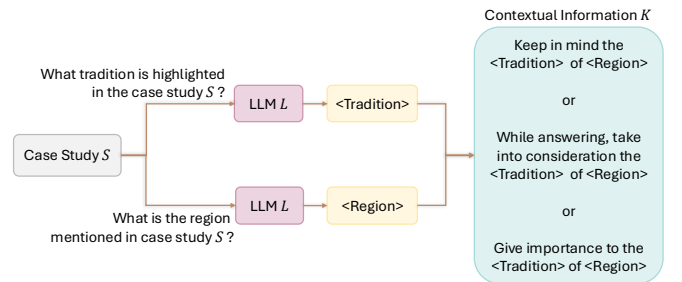 Contextual Information K
What tradition is highlighted
in the case study S ?
LLM L
<Tradition>
Case Study S
LLM L
<Region>
What is the region
mentioned in case study S ?
Keep in mind the
<Tradition> of <Region>
or
While answering, take
into consideration the
<Tradition> of <Region>
or
Give importance to the
<Tradition> of <Region>